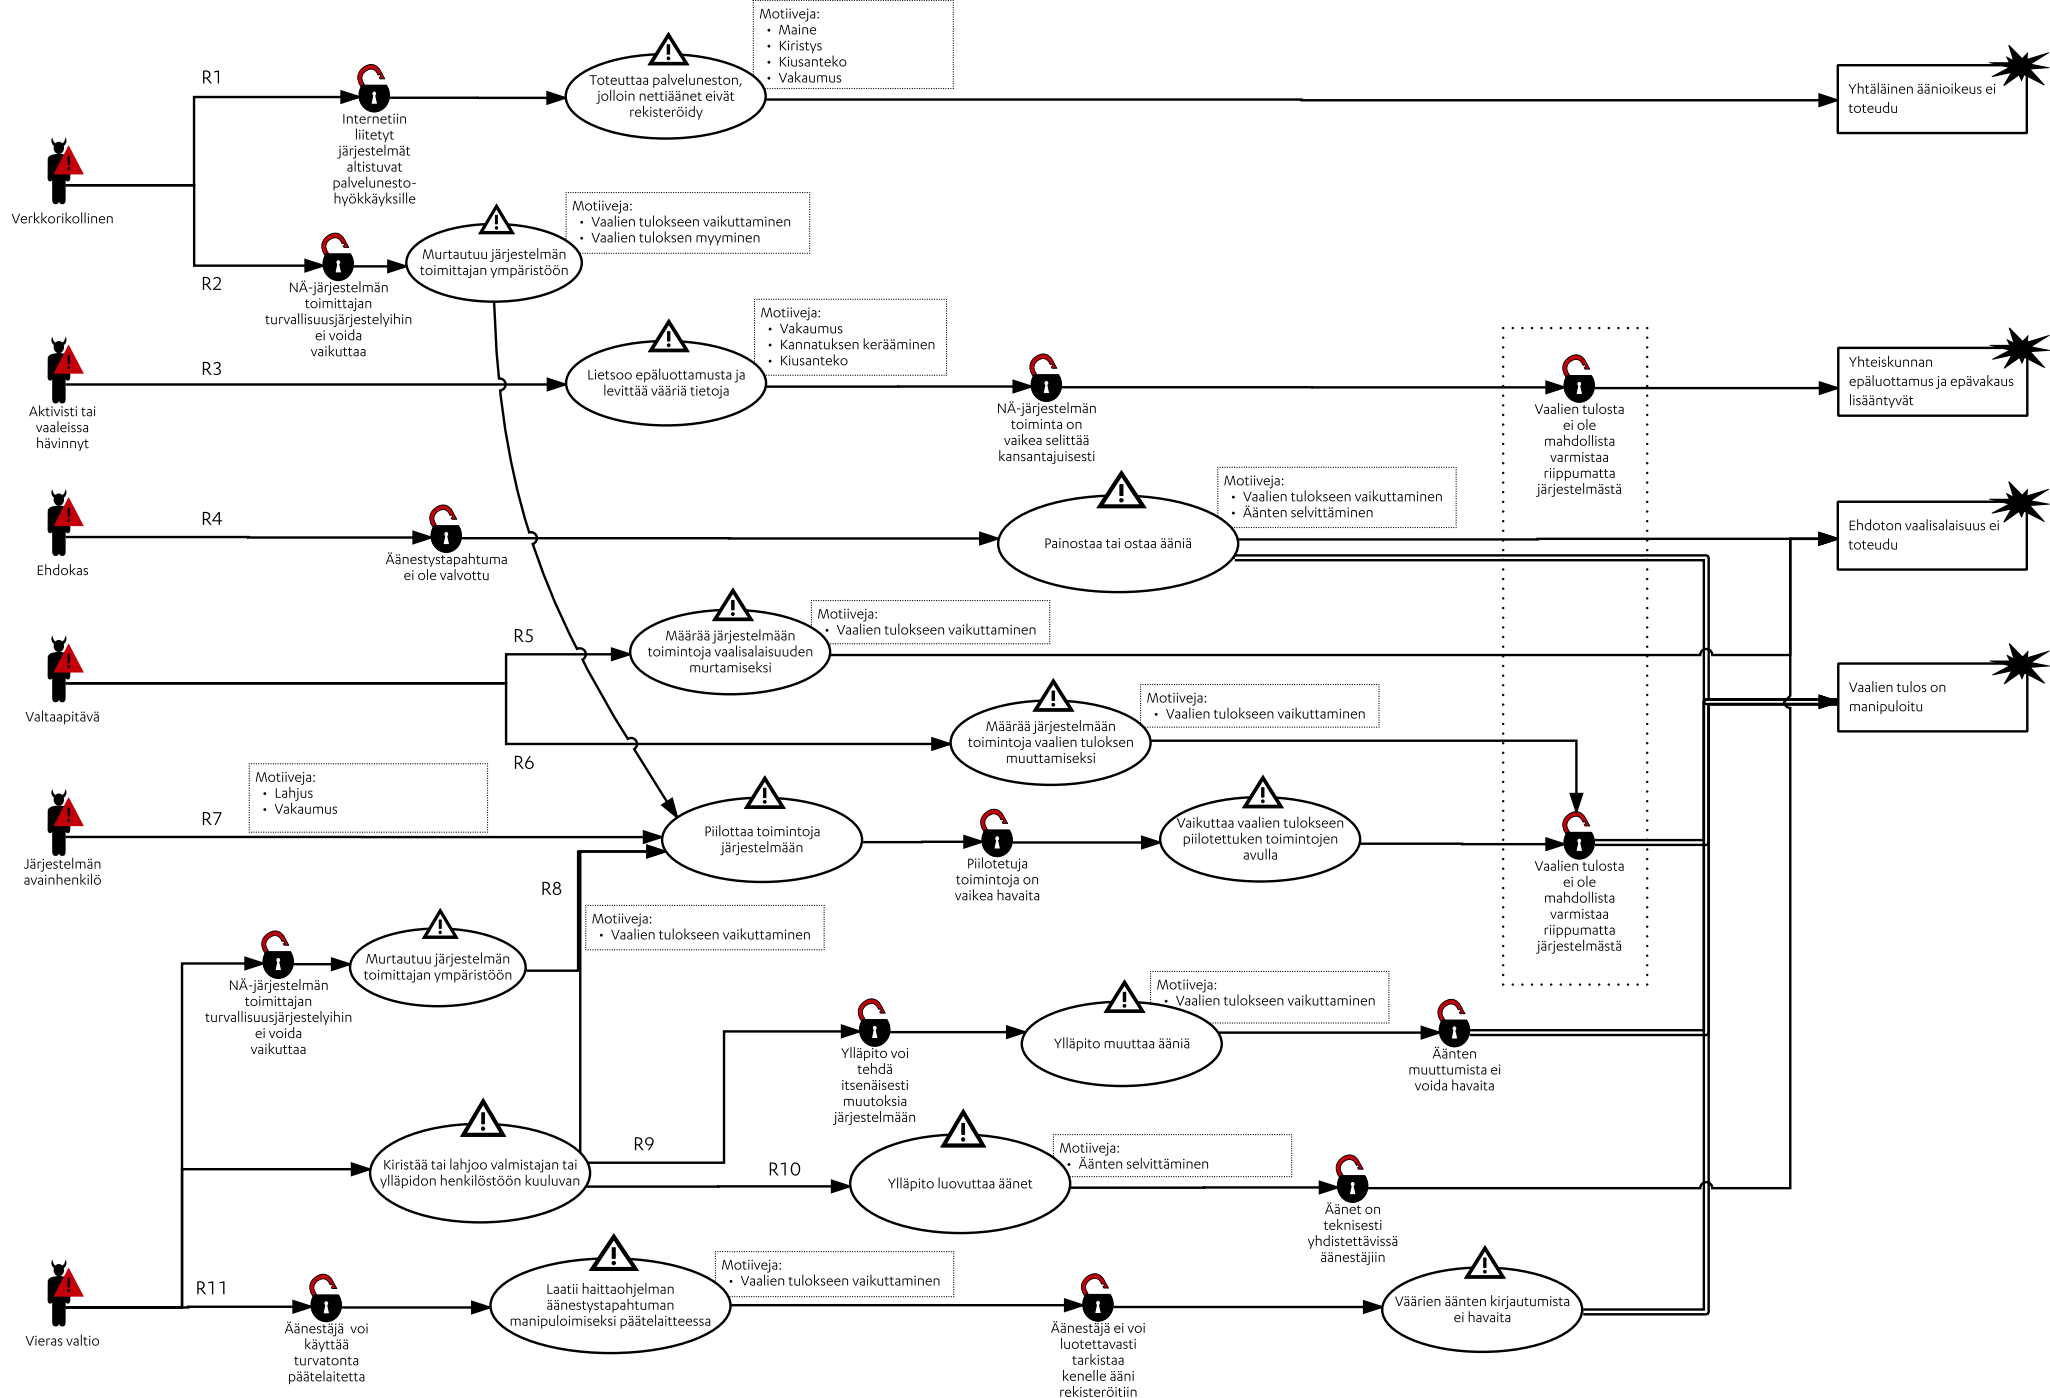 Motiiveja:
• Maine
• Kiristys
• Kiusanteko
• Vakaumus
R1
Toteuttaa palveluneston,
jolloin nettiäänet eivät
rekisteröidy
Yhtäläinen äänioikeus ei
toteudu
Internetiin
liitetyt
järjestelmät
altistuvat
palvelunesto-
hyökkäyksille
Verkkorikollinen
Motiiveja:
• Vaalien tulokseen vaikuttaminen
• Vaalien tuloksen myyminen
Murtautuu järjestelmän
toimittajan ympäristöön
R2
NÄ-järjestelmän
toimittajan
turvallisuusjärjestelyihin
ei voida
vaikuttaa
Motiiveja:
• Vakaumus
• Kannatuksen kerääminen
• Kiusanteko
R3
Lietsoo epäluottamusta ja
levittää vääriä tietoja
Aktivisti tai
vaaleissa
hävinnyt
NÄ-järjestelmän
toiminta on
vaikea selittää
kansantajuisesti
Vaalien tulosta
ei ole
mahdollista
varmistaa
riippumatta
järjestelmästä
Yhteiskunnan
epäluottamus ja epävakaus
lisääntyvät
Motiiveja:
• Vaalien tulokseen vaikuttaminen
• Äänten selvittäminen
R4
Ehdokas
Äänestystapahtuma
ei ole valvottu
Painostaa tai ostaa ääniä
Ehdoton vaalisalaisuus ei
toteudu
Motiiveja:
• Vaalien tulokseen vaikuttaminen
R5
Määrää järjestelmään
toimintoja vaalisalaisuuden
murtamiseksi
Valtaapitävä
Motiiveja:
• Vaalien tulokseen vaikuttaminen
R6
Määrää järjestelmään
toimintoja vaalien tuloksen
muuttamiseksi
Vaalien tulos on
manipuloitu
Motiiveja:
• Lahjus
• Vakaumus
R7
Järjestelmän
avainhenkilö
Piilottaa toimintoja
järjestelmään
Piilotetuja
toimintoja on
vaikea havaita
Vaikuttaa vaalien tulokseen
piilotettuken toimintojen
avulla
Vaalien tulosta
ei ole
mahdollista
varmistaa
riippumatta
järjestelmästä
R8
Motiiveja:
• Vaalien tulokseen vaikuttaminen
Murtautuu järjestelmän
toimittajan ympäristöön
NÄ-järjestelmän
toimittajan
turvallisuusjärjestelyihin
ei voida
vaikuttaa
Motiiveja:
• Vaalien tulokseen vaikuttaminen
Ylläpito voi
tehdä
itsenäisesti
muutoksia
järjestelmään
Ylläpito muuttaa ääniä
Äänten
muuttumista ei
voida havaita
Kiristää tai lahjoo valmistajan tai
ylläpidon henkilöstöön kuuluvan
R9
R10
Motiiveja:
• Äänten selvittäminen
Ylläpito luovuttaa äänet
Äänet on
teknisesti
yhdistettävissä
äänestäjiin
Vieras valtio
R11
Äänestäjä voi
käyttää
turvatonta
päätelaitetta
Motiiveja:
• Vaalien tulokseen vaikuttaminen
Laatii haittaohjelman
äänestystapahtuman
manipuloimiseksi päätelaitteessa
Äänestäjä ei voi
luotettavasti
tarkistaa
kenelle ääni
rekisteröitiin
Väärien äänten kirjautumista
ei havaita